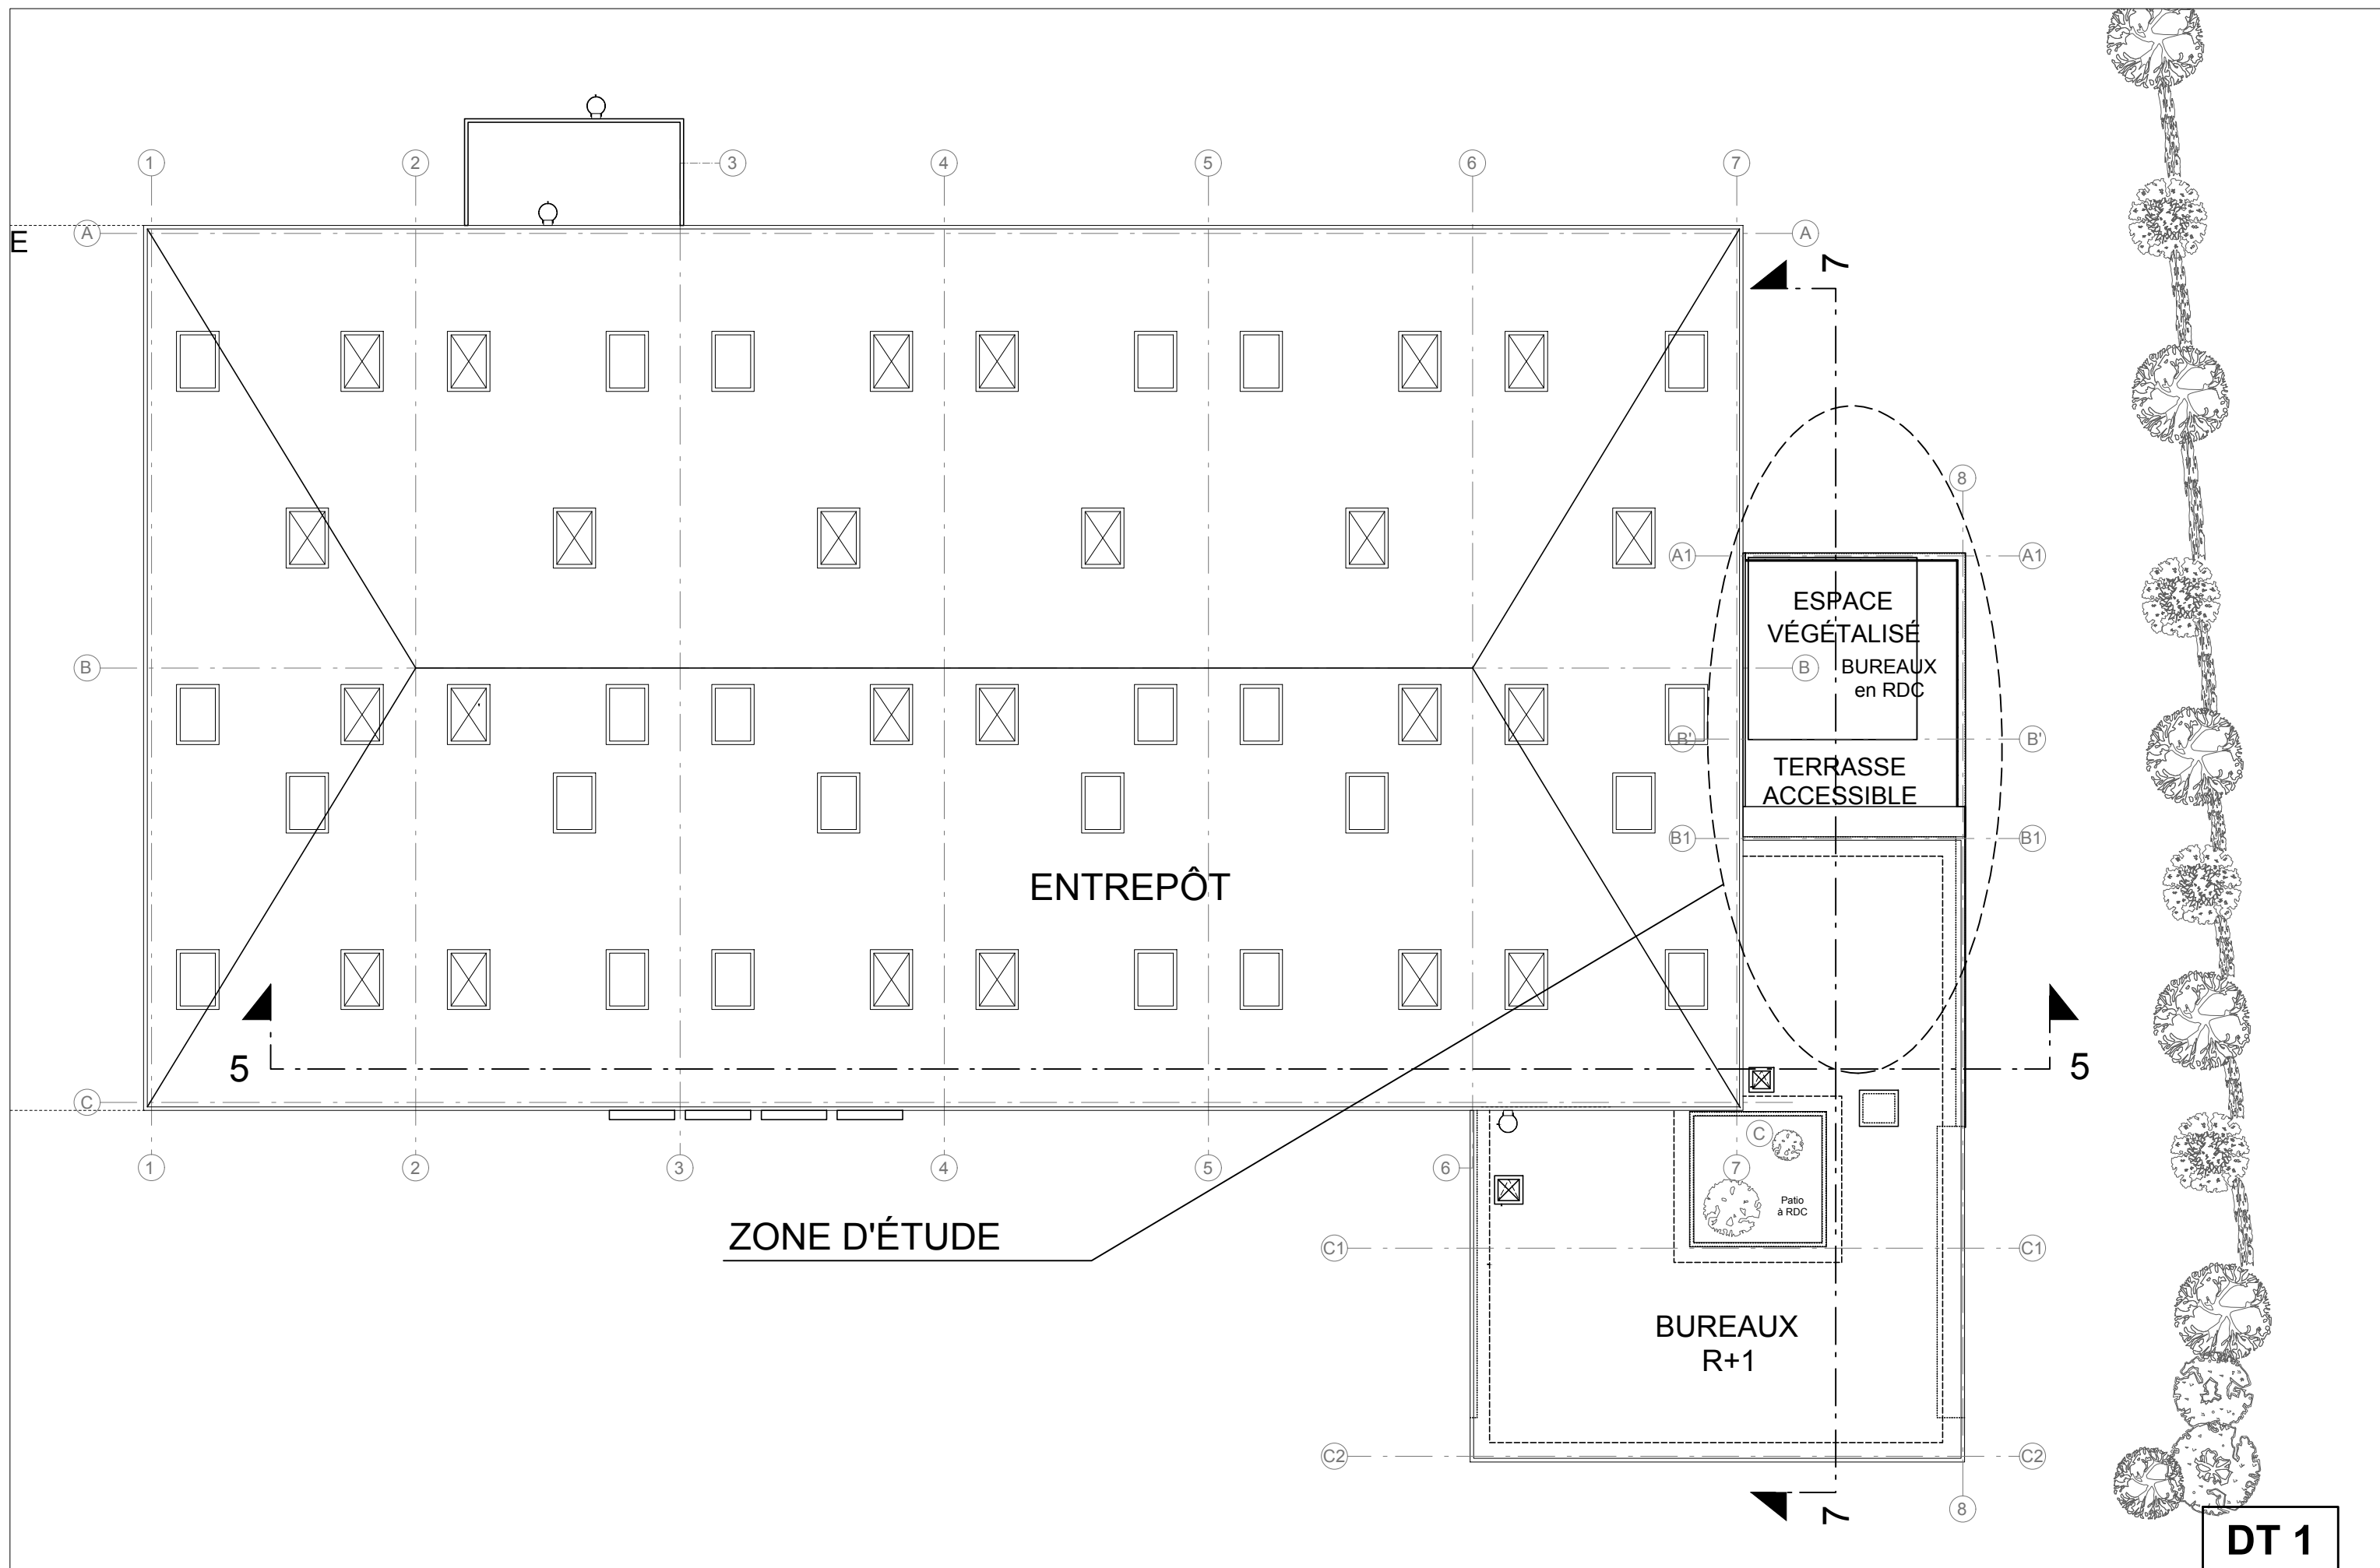 1
2
3
4
5
6
7
A
A
E
7
8
A1
A1
ESPACE
VÉGÉTALISÉ
B
B
BUREAUX
en RDC
B'
B'
TERRASSE
ACCESSIBLE
B1
B1
ENTREPÔT
5
5
C
C
1
2
3
4
5
6
7
Patio
à RDC
ZONE D'ÉTUDE
C1
C1
BUREAUX
R+1
C2
C2
7
8
DT 1